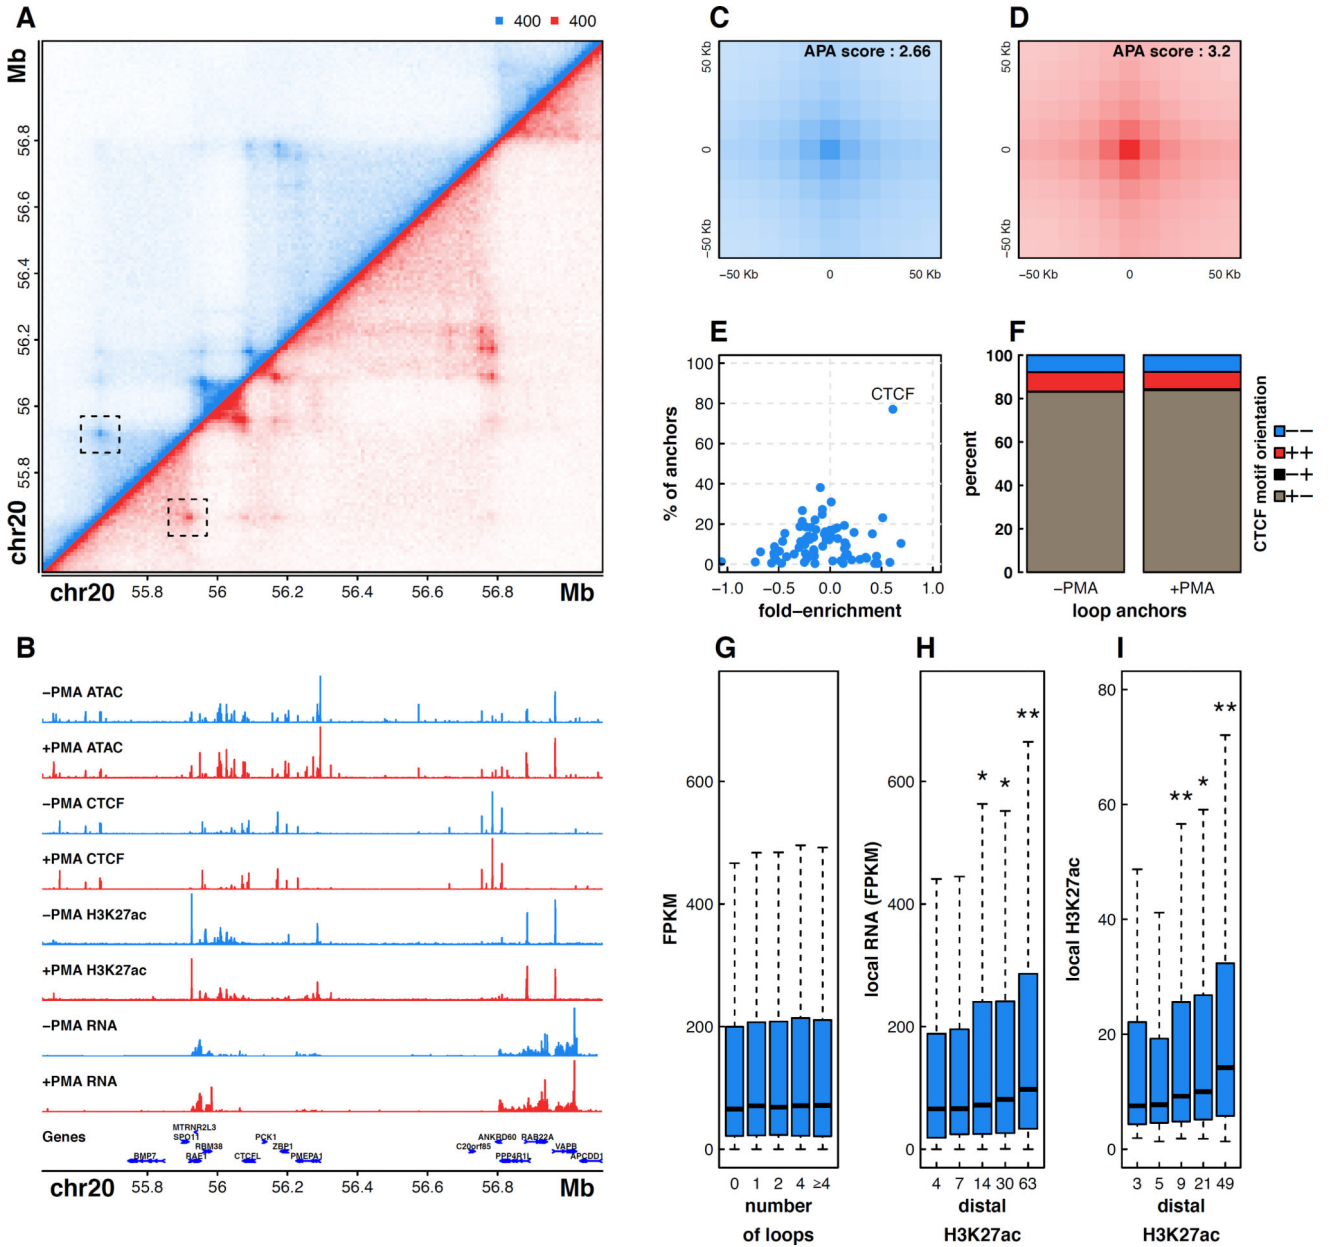 A
400 400
Mb
56.8
56.6
56.4
56.2
56
55.8
chr20
chr20 55.8 56 56.2 56.4 56.6 56.8 Mb
B
−PMA ATAC
+PMA ATAC
−PMA CTCF
+PMA CTCF
−PMA H3K27ac
+PMA H3K27ac
−PMA RNA
+PMA RNA
Genes
MTRNR2L3
SPO11 PCK1 ANKRD60 RAB22A
RBM38 ZBP1 C20orf85 VAPB
BMP7 RAE1 CTCFL PMEPA1 PPP4R1L APCDD1
chr20 55.8 56 56.2 56.4 56.6 56.8 Mb
C
APA score : 2.66
50 Kb
0
−50 Kb
−50 Kb 0 50 Kb
D
APA score : 3.2
50 Kb
0
−50 Kb
−50 Kb 0 50 Kb
E
% of anchors
100
80
60
40
20
0
CTCF
−1.0 −0.5 0.0 0.5 1.0
fold−enrichment
F
percent
100
80
60
40
20
0
−PMA +PMA
loop anchors
CTCF motif orientation
−−
++
−+
+−
G
FPKM
600
400
200
0
0 1 2 4 ≥4
number
of loops
H
local RNA (FPKM)
600
400
200
0
* * **
4 7 14 30 63
distal
H3K27ac
I
local H3K27ac
80
60
40
20
0
** * **
3 5 9 21 49
distal
H3K27ac